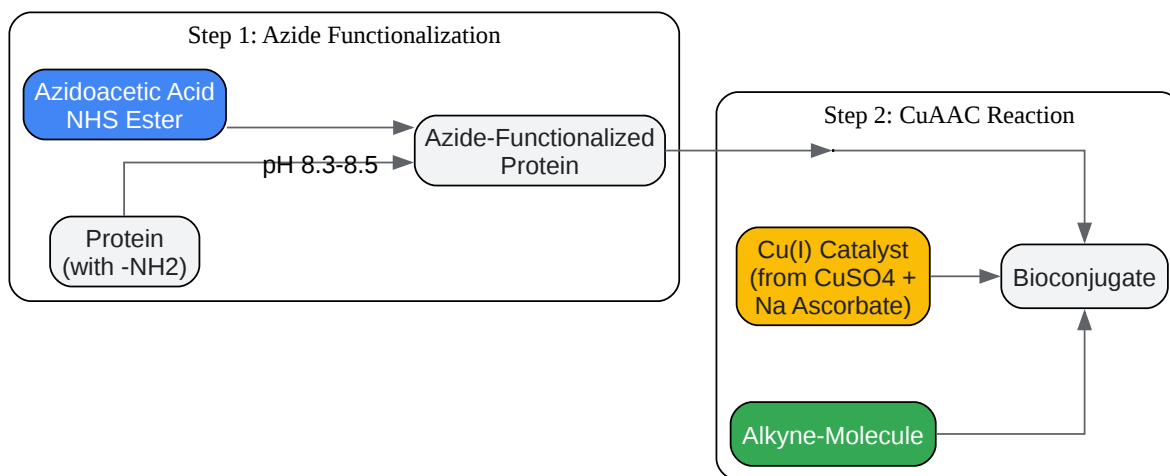 Step 1: Azide Functionalization
Azidoacetic Acid
NHS Ester
pH 8.3-8.5
Protein
(with -NH2)
Azide-Functionalized
Protein
Step 2: CuAAC Reaction
Cu(I) Catalyst
(from CuSO4 +
Na Ascorbate)
Alkyne-Molecule
Bioconjugate